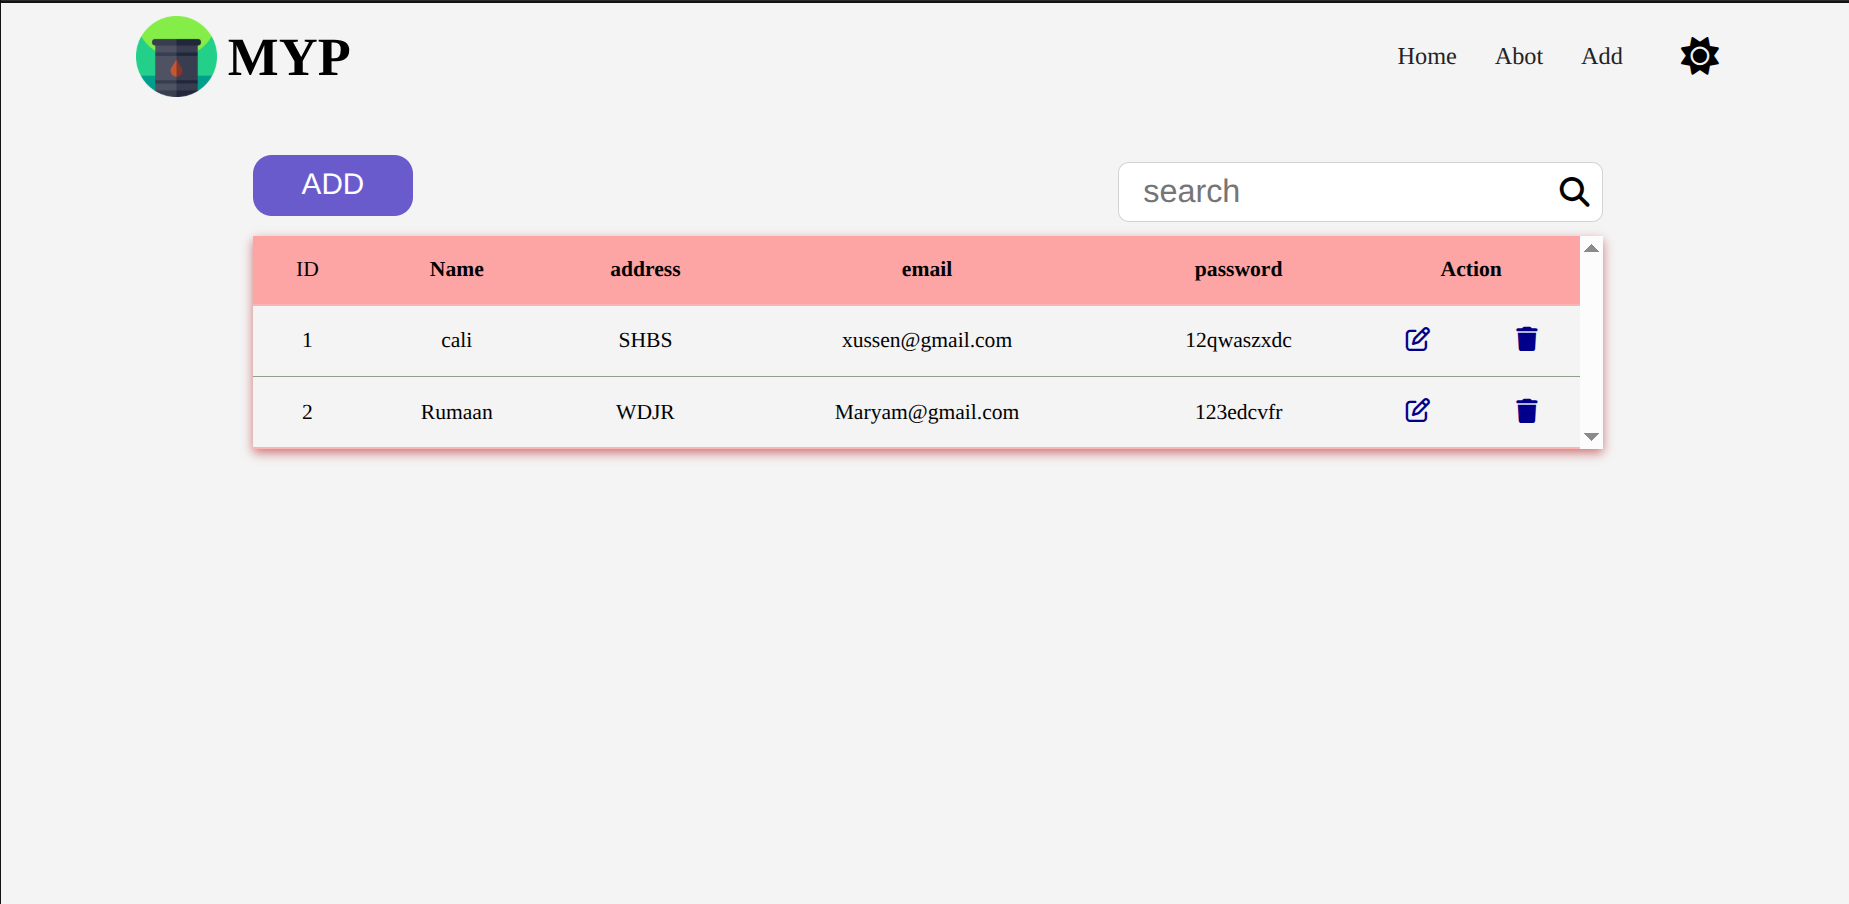 MYP
Home Abot Add
ADD
search
ID Name address email password Action
1 cali SHBS xussen@gmail.com 12qwaszxdc
2 Rumaan WDJR Maryam@gmail.com 123edcvfr